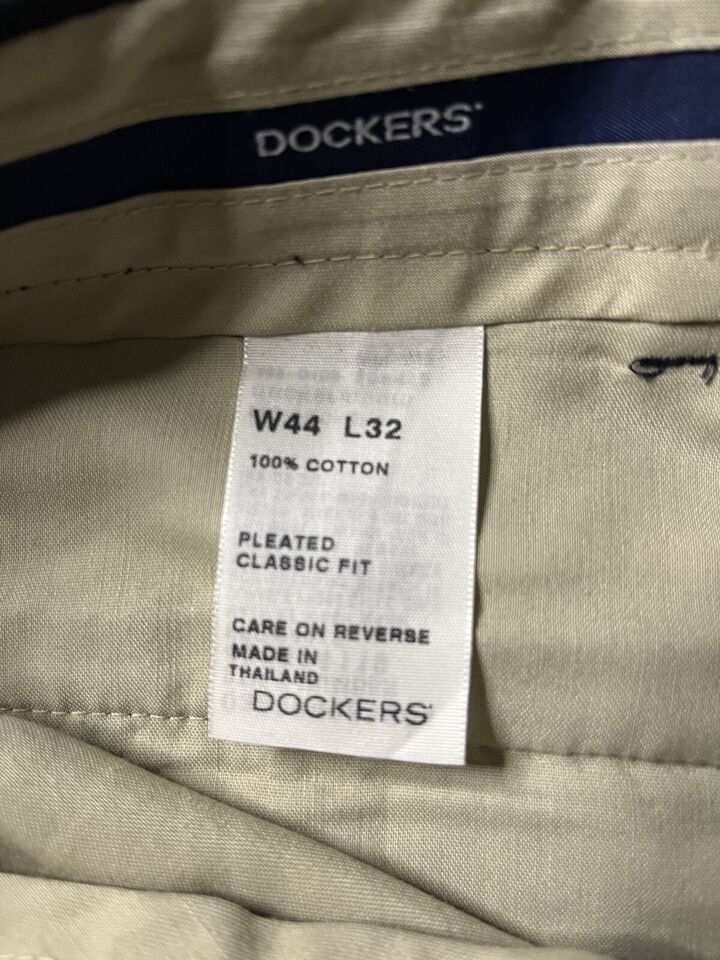 DOCKERS
W44 L32
100% COTTON
PLEATED
CLASSIC FIT
CARE ON REVERSE
MADE IN
THAILAND
DOCKERS